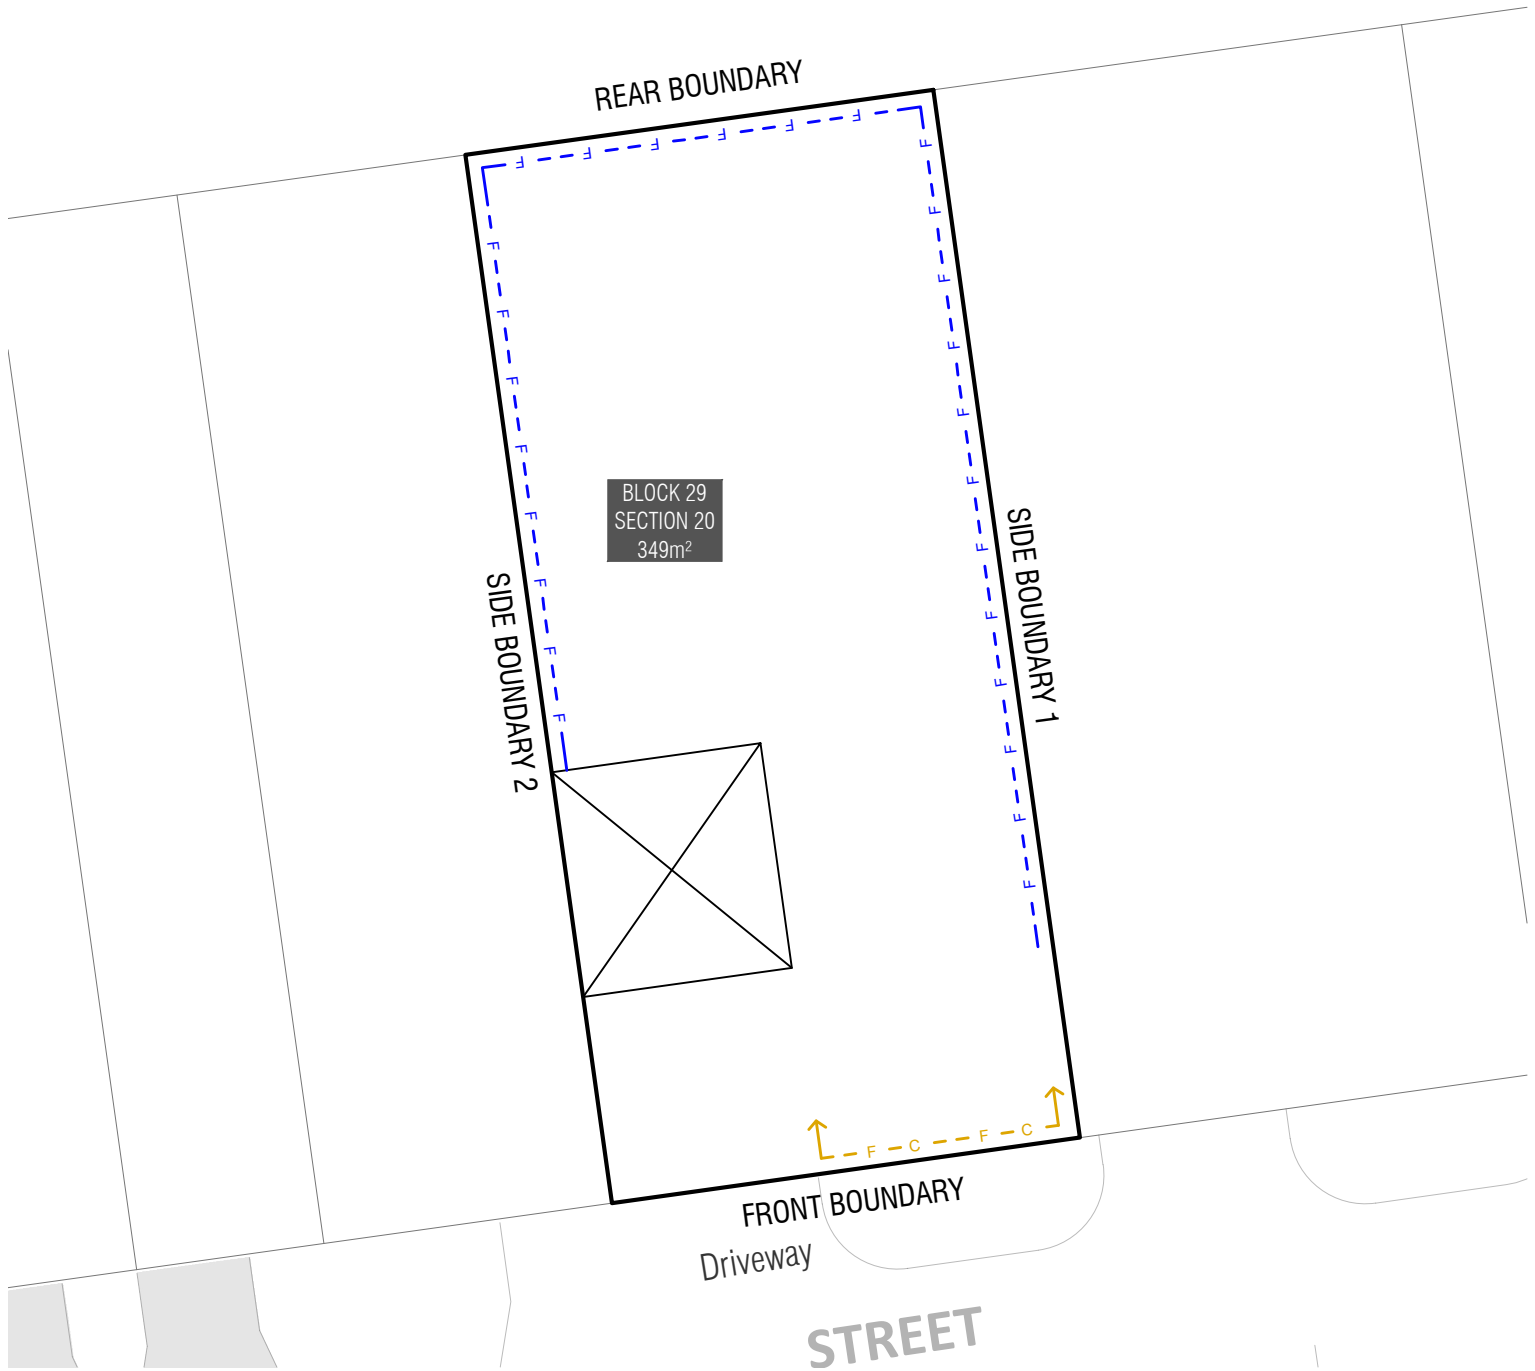 REAR BOUNDARY
F F F F F F
F F F F F F F F F F F F
F F F F F F F F
BLOCK 29
SECTION 20
349m²
SIDE BOUNDARY 1
SIDE BOUNDARY 2
F C F C
FRONT BOUNDARY
Driveway
STREET